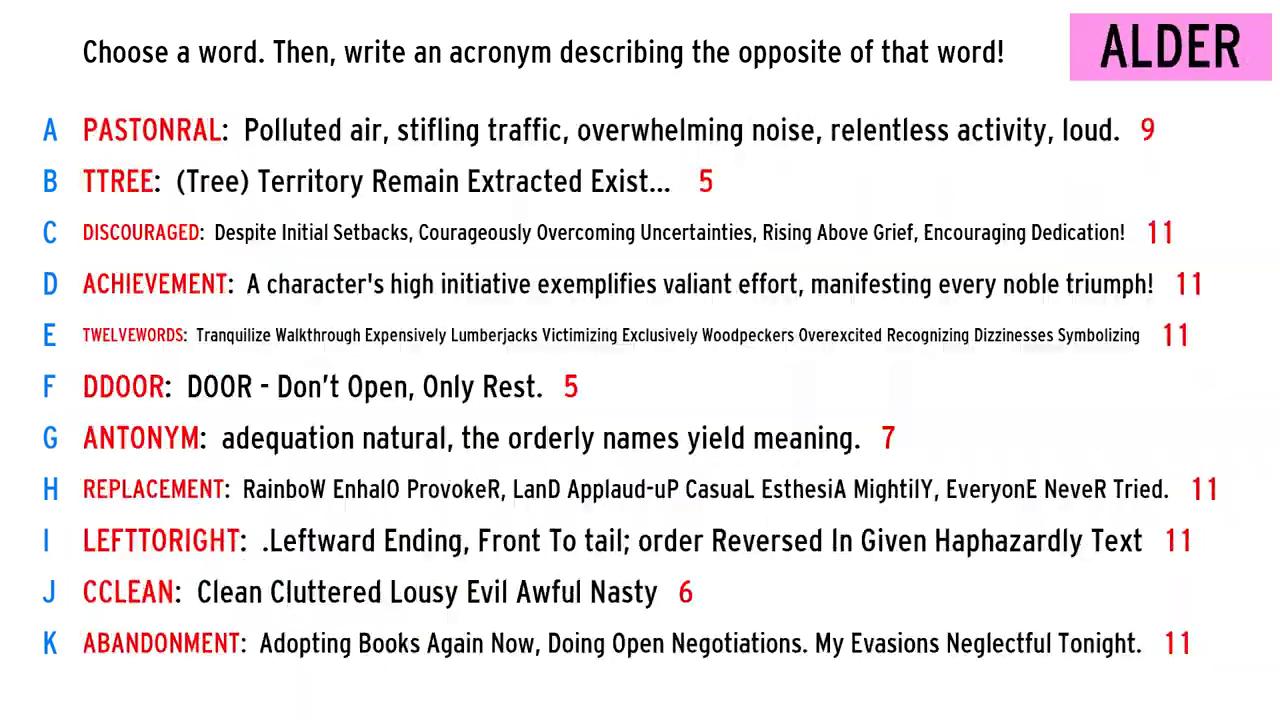 Choose a word. Then, write an acronym describing the opposite of that word!
ALDER
A PASTONRAL: Polluted air, stifling traffic, overwhelming noise, relentless activity, loud. 9
B TTREE: (Tree) Territory Remain Extracted Exist... 5
C DISCOURAGED: Despite Initial Setbacks, Courageously Overcoming Uncertainties, Rising Above Grief, Encouraging Dedication! 11
D ACHIEVEMENT: A character's high initiative exemplifies valiant effort, manifesting every noble triumph! 11
E TWELVEWORDS: Tranquilize Walkthrough Expensively Lumberjacks Victimizing Exclusively Woodpeckers Overexcited Recognizing Dizzinesses Symbolizing 11
F DDOOR: DOOR - Don't Open, Only Rest. 5
G ANTONYM: adequation natural, the orderly names yield meaning. 7
H REPLACEMENT: RainboW EnhalO ProvokeR, LanD Applaud-uP CasuaL EsthesiA MightilY, EveryonE NeveR Tried. 11
I LEFTTORIGHT: .Leftward Ending, Front To tail; order Reversed In Given Haphazardly Text 11
J CCLEAN: Clean Cluttered Lousy Evil Awful Nasty 6
K ABANDONMENT: Adopting Books Again Now, Doing Open Negotiations. My Evasions Neglectful Tonight. 11